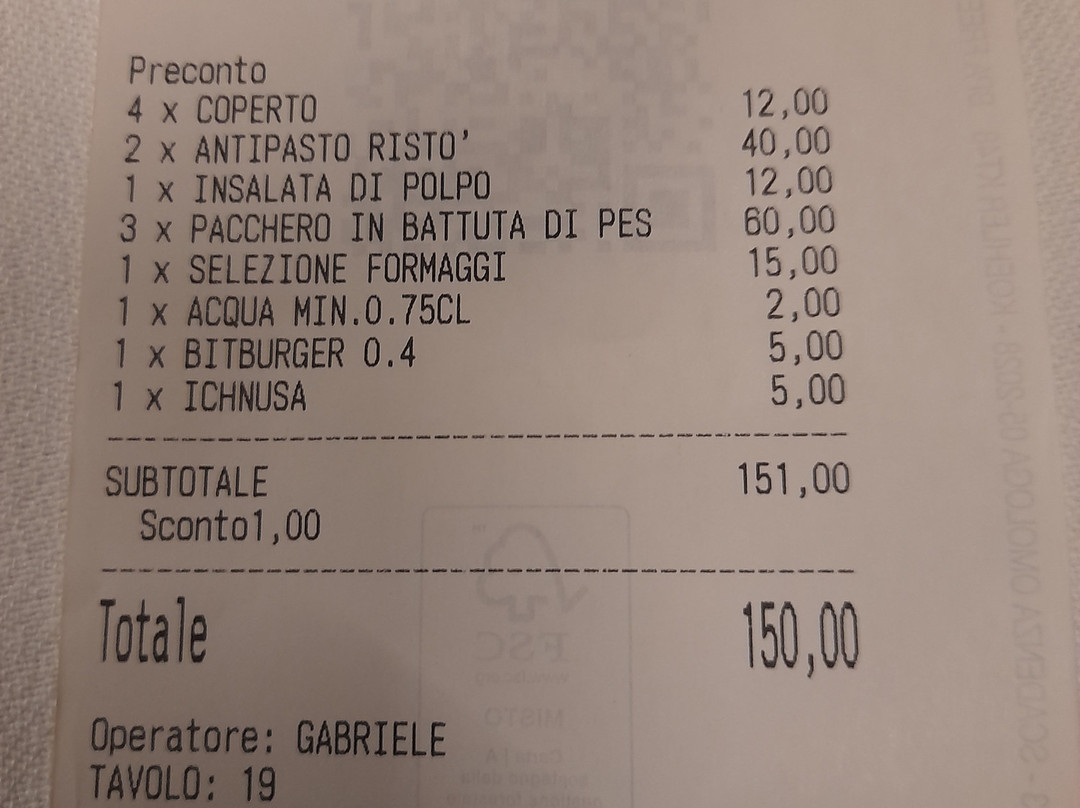 Preconto
4 x COPERTO 12,00
2 x ANTIPASTO RISTO' 40,00
1 x INSALATA DI POLPO 12,00
3 x PACCHERO IN BATTUTA DI PES 60,00
1 x SELEZIONE FORMAGGI 15,00
1 x ACQUA MIN.0.75CL 2,00
1 x BITBURGER 0.4 5,00
1 x ICHNUSA 5,00
SUBTOTALE 151,00
Sconto1,00
Totale 150,00
Operatore: GABRIELE
TAVOLO: 19
FSC
MISTO